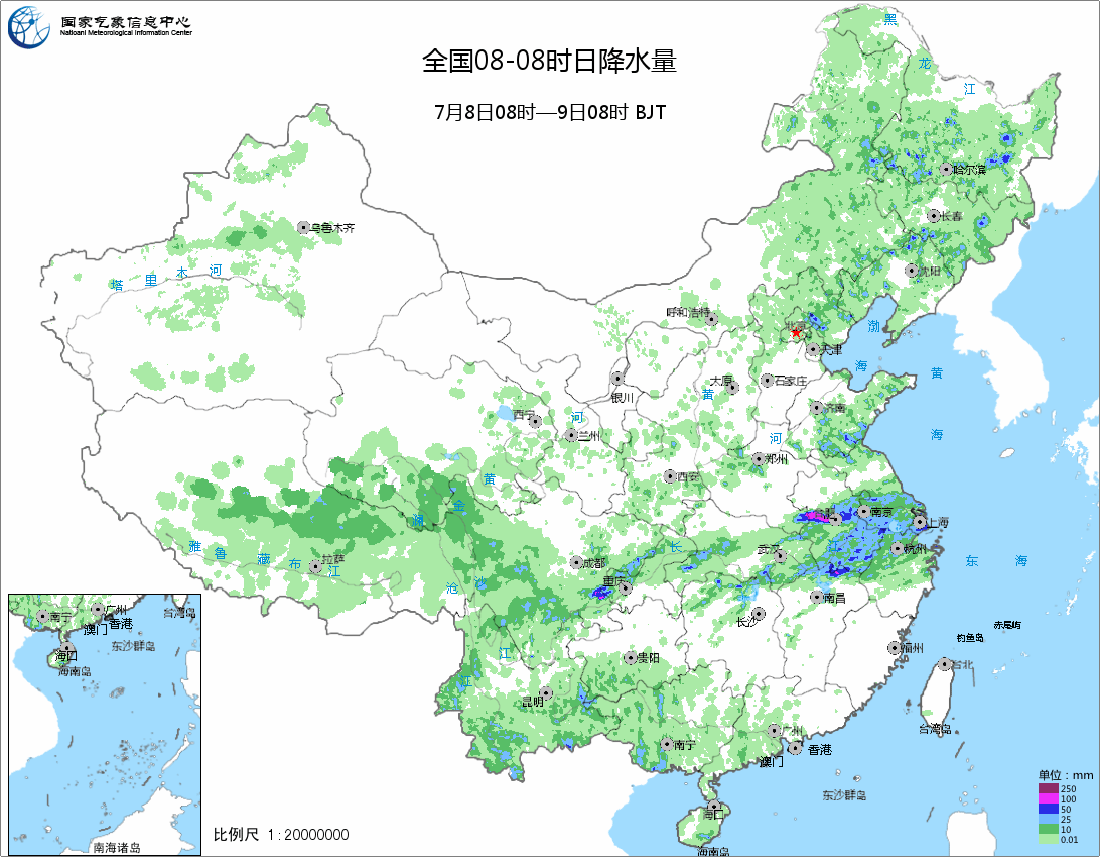 国家气象信息中心
Naitioanl Meteorological Information Center
全国08-08时日降水量
7月8日08时—9日08时 BJT
黑
龙
江
哈尔滨
长春
乌鲁木齐
塔 里 木 河
沈阳
呼和浩特
北京
渤
海
天津
黄
海
太原
石家庄
银川
黄
西宁
河
兰州
济南
河
郑州
西安
黄
金
澜
南京
上海
雅 鲁 藏 布 江
拉萨
成都
长
武汉
江
杭州
东 海
沧
沙
重庆
南昌
长沙
赤尾屿
钓鱼岛
福州
台北
江
贵阳
江
昆明
台湾岛
南宁
广州
香港
澳门
东沙群岛
海口
海南岛
南宁
广州
香港
澳门
台湾岛
东沙群岛
海口
海南岛
南海诸岛
比例尺 1:20000000
单位：mm
250
100
50
25
10
0.01